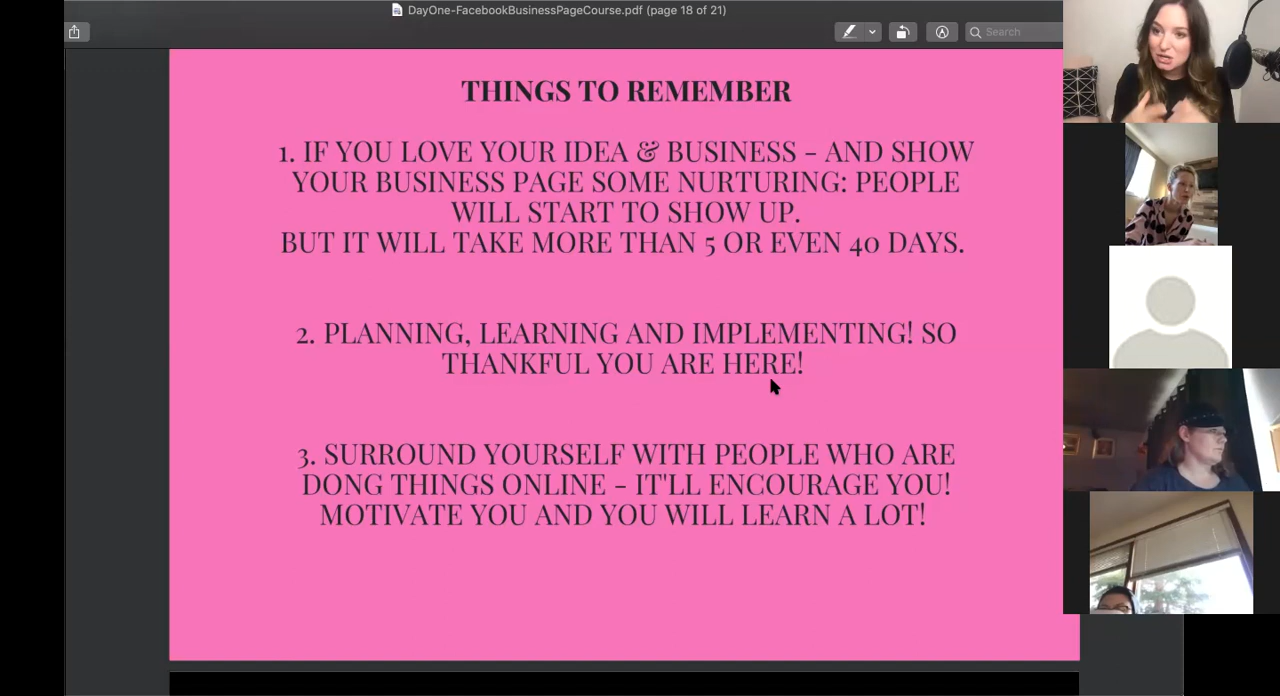 DayOne-FacebookBusinessPageCourse.pdf (page 18 of 21)
Search
THINGS TO REMEMBER
1. IF YOU LOVE YOUR IDEA & BUSINESS - AND SHOW
YOUR BUSINESS PAGE SOME NURTURING: PEOPLE
WILL START TO SHOW UP.
BUT IT WILL TAKE MORE THAN 5 OR EVEN 40 DAYS.
2. PLANNING, LEARNING AND IMPLEMENTING! SO
THANKFUL YOU ARE HERE!
3. SURROUND YOURSELF WITH PEOPLE WHO ARE
DONG THINGS ONLINE - IT'LL ENCOURAGE YOU!
MOTIVATE YOU AND YOU WILL LEARN A LOT!